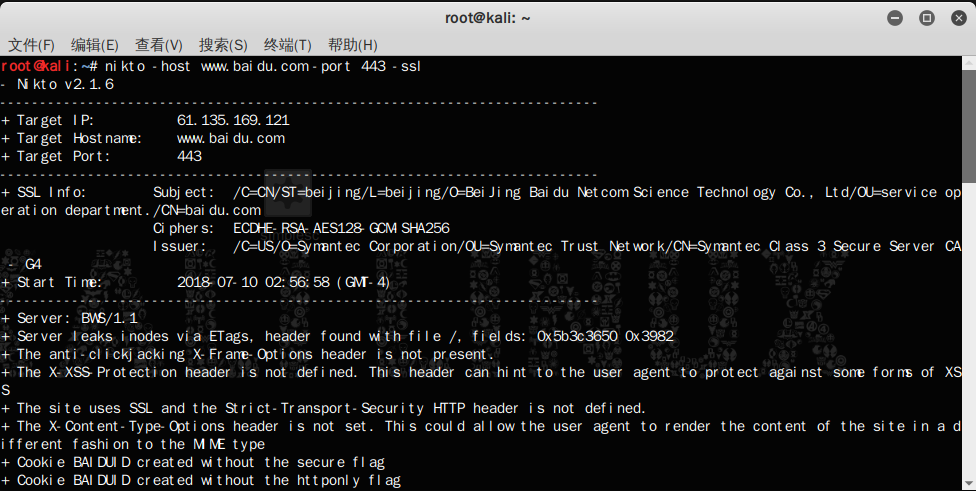 root@kali: ~
文件(F) 编辑(E) 查看(V) 搜索(S) 终端(T) 帮助(H)
root@kali:~# nikto -host www.baidu.com -port 443 -ssl
- Nikto v2.1.6
---------------------------------------------------------------------------
+ Target IP:          61.135.169.121
+ Target Hostname:    www.baidu.com
+ Target Port:        443
---------------------------------------------------------------------------
+ SSL Info:        Subject:  /C=CN/ST=beijing/L=beijing/O=BeiJing Baidu Netcom Science Technology Co., Ltd/OU=service op
eration department./CN=baidu.com
                   Ciphers:  ECDHE-RSA-AES128-GCM-SHA256
                   Issuer:   /C=US/O=Symantec Corporation/OU=Symantec Trust Network/CN=Symantec Class 3 Secure Server CA
 - G4
+ Start Time:         2018-07-10 02:56:58 (GMT-4)
---------------------------------------------------------------------------
+ Server: BWS/1.1
+ Server leaks inodes via ETags, header found with file /, fields: 0x5b3c3650 0x3982
+ The anti-clickjacking X-Frame-Options header is not present.
+ The X-XSS-Protection header is not defined. This header can hint to the user agent to protect against some forms of XS
S
+ The site uses SSL and the Strict-Transport-Security HTTP header is not defined.
+ The X-Content-Type-Options header is not set. This could allow the user agent to render the content of the site in a d
ifferent fashion to the MIME type
+ Cookie BAIDUID created without the secure flag
+ Cookie BAIDUID created without the httponly flag